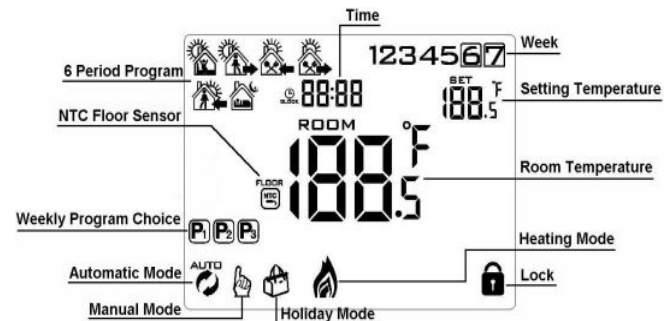 Time
1234567
Week
6 Period Program
CLOCK 88:88
SET
188.5 °F
Setting Temperature
NTC Floor Sensor
ROOM
188.5 °F
Room Temperature
FLOOR
NTC
Weekly Program Choice
P1 P2 P3
Heating Mode
AUTO
Automatic Mode
Lock
Manual Mode
Holiday Mode